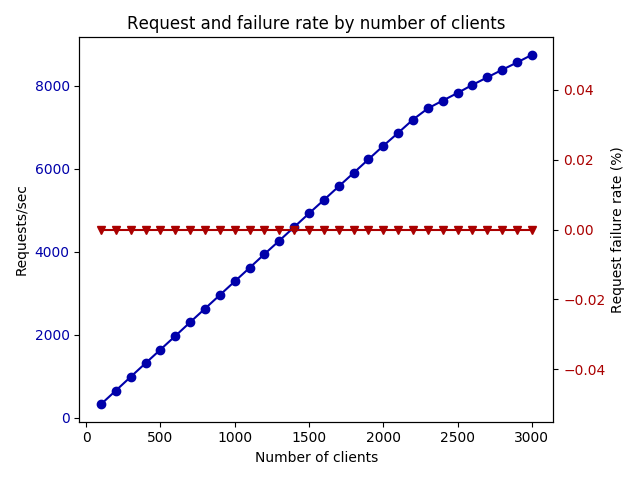 Request and failure rate by number of clients
8000
6000
4000
2000
0
Requests/sec
0.04
0.02
0.00
−0.02
−0.04
Request failure rate (%)
0 500 1000 1500 2000 2500 3000
Number of clients